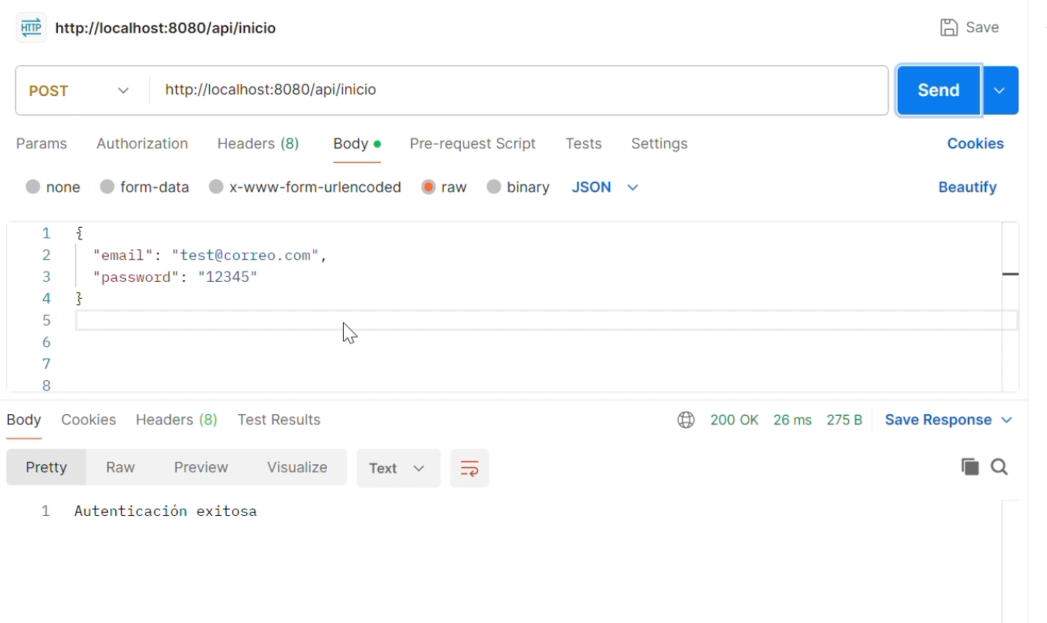 HTTP http://localhost:8080/api/inicio Save
POST http://localhost:8080/api/inicio Send
Params Authorization Headers (8) Body Pre-request Script Tests Settings Cookies
none form-data x-www-form-urlencoded raw binary JSON Beautify
1 {
2 "email": "test@correo.com",
3 "password": "12345"
4 }
5
6
7
8
Body Cookies Headers (8) Test Results 200 OK 26 ms 275 B Save Response
Pretty Raw Preview Visualize Text
1 Autenticación exitosa